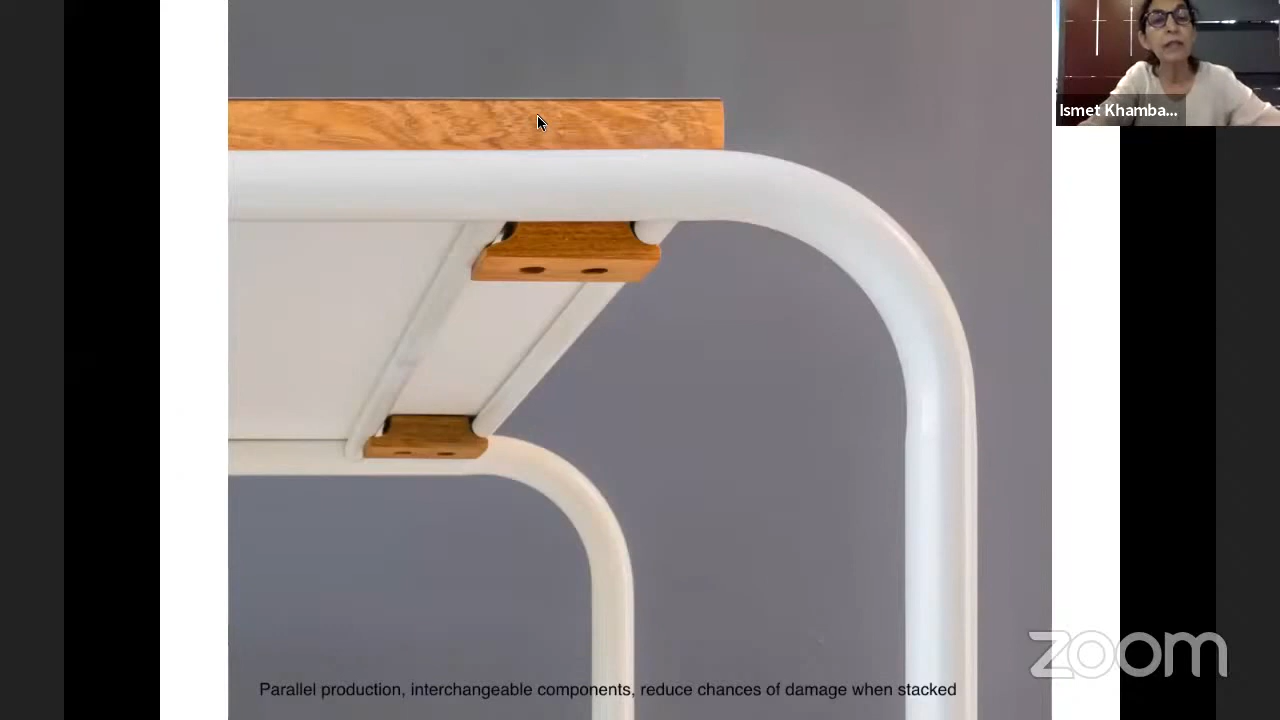 Ismet Khamba...
zoom
Parallel production, interchangeable components, reduce chances of damage when stacked